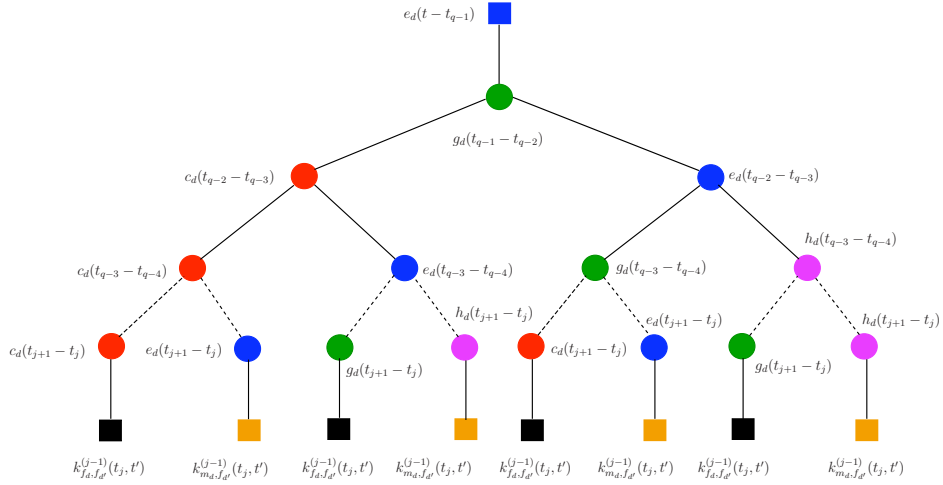 e_d(t − t_{q−1})
g_d(t_{q−1} − t_{q−2})
c_d(t_{q−2} − t_{q−3})
e_d(t_{q−2} − t_{q−3})
c_d(t_{q−3} − t_{q−4})
e_d(t_{q−3} − t_{q−4})
g_d(t_{q−3} − t_{q−4})
h_d(t_{q−3} − t_{q−4})
c_d(t_{j+1} − t_j)
e_d(t_{j+1} − t_j)
g_d(t_{j+1} − t_j)
h_d(t_{j+1} − t_j)
c_d(t_{j+1} − t_j)
e_d(t_{j+1} − t_j)
g_d(t_{j+1} − t_j)
h_d(t_{j+1} − t_j)
k^{(j−1)}_{f_d,f_{d'}}(t_j, t')
k^{(j−1)}_{m_d,f_{d'}}(t_j, t')
k^{(j−1)}_{f_d,f_{d'}}(t_j, t')
k^{(j−1)}_{m_d,f_{d'}}(t_j, t')
k^{(j−1)}_{f_d,f_{d'}}(t_j, t')
k^{(j−1)}_{m_d,f_{d'}}(t_j, t')
k^{(j−1)}_{f_d,f_{d'}}(t_j, t')
k^{(j−1)}_{m_d,f_{d'}}(t_j, t')